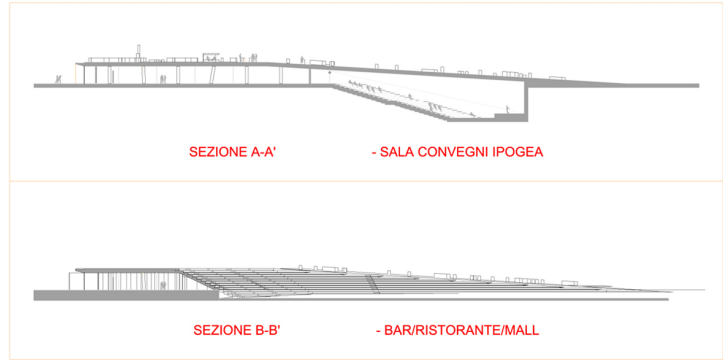 SEZIONE A-A' - SALA CONVEGNI IPOGEA
SEZIONE B-B' - BAR/RISTORANTE/MALL